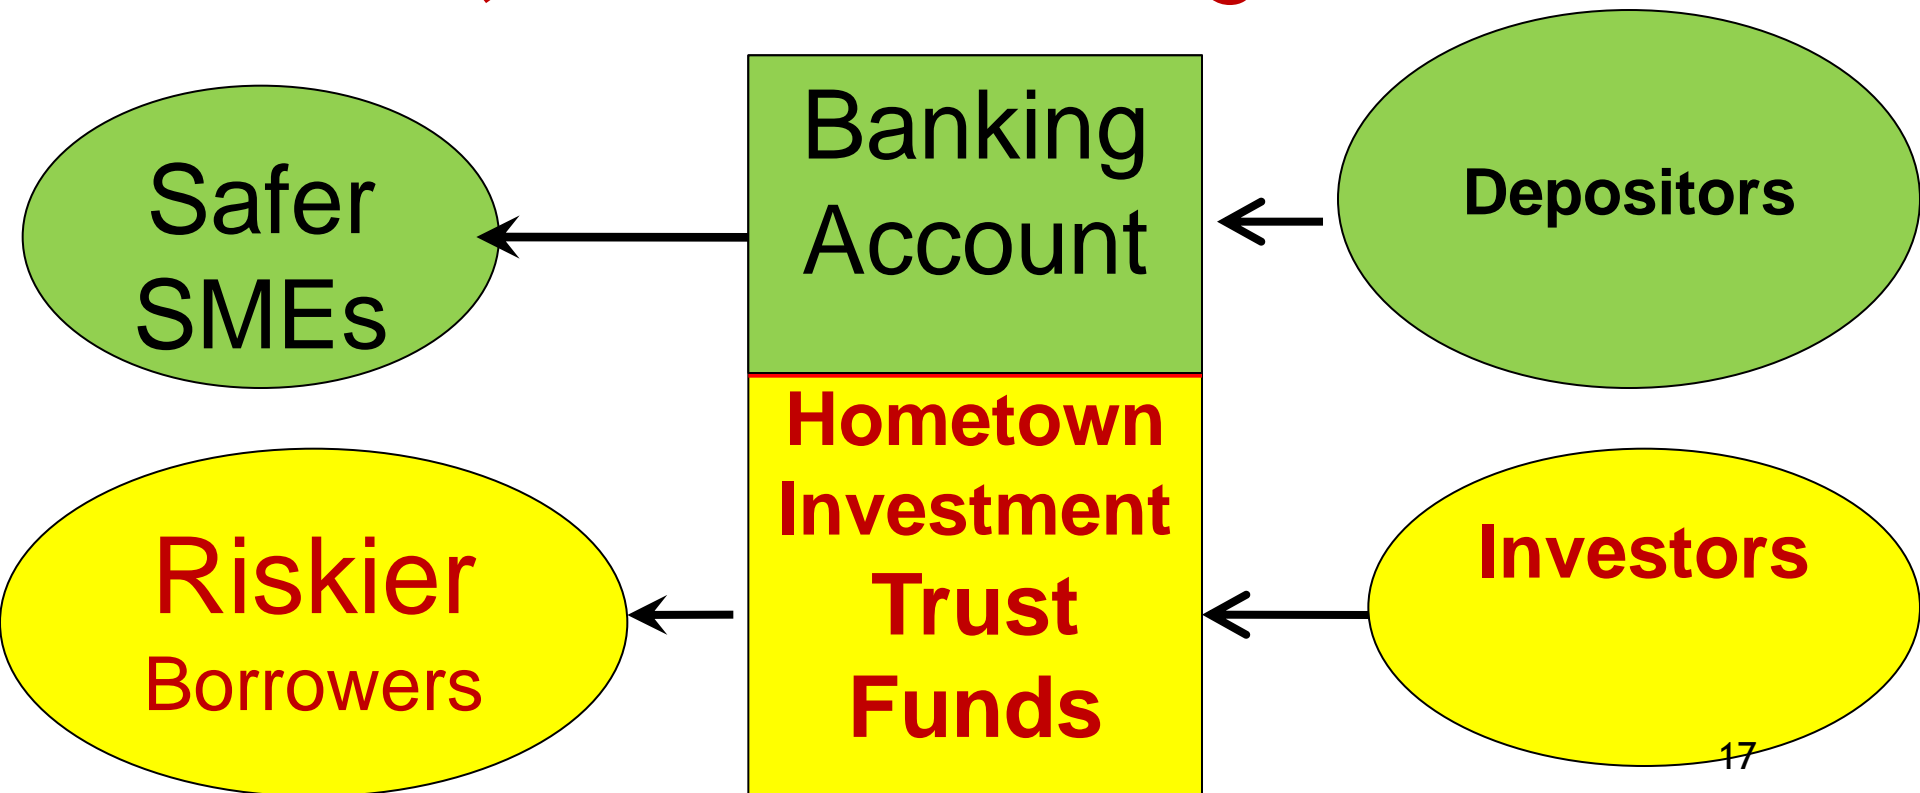 Safer
SMEs
Banking
Account
Depositors
Riskier
Borrowers
Hometown
Investment
Trust
Funds
Investors
17